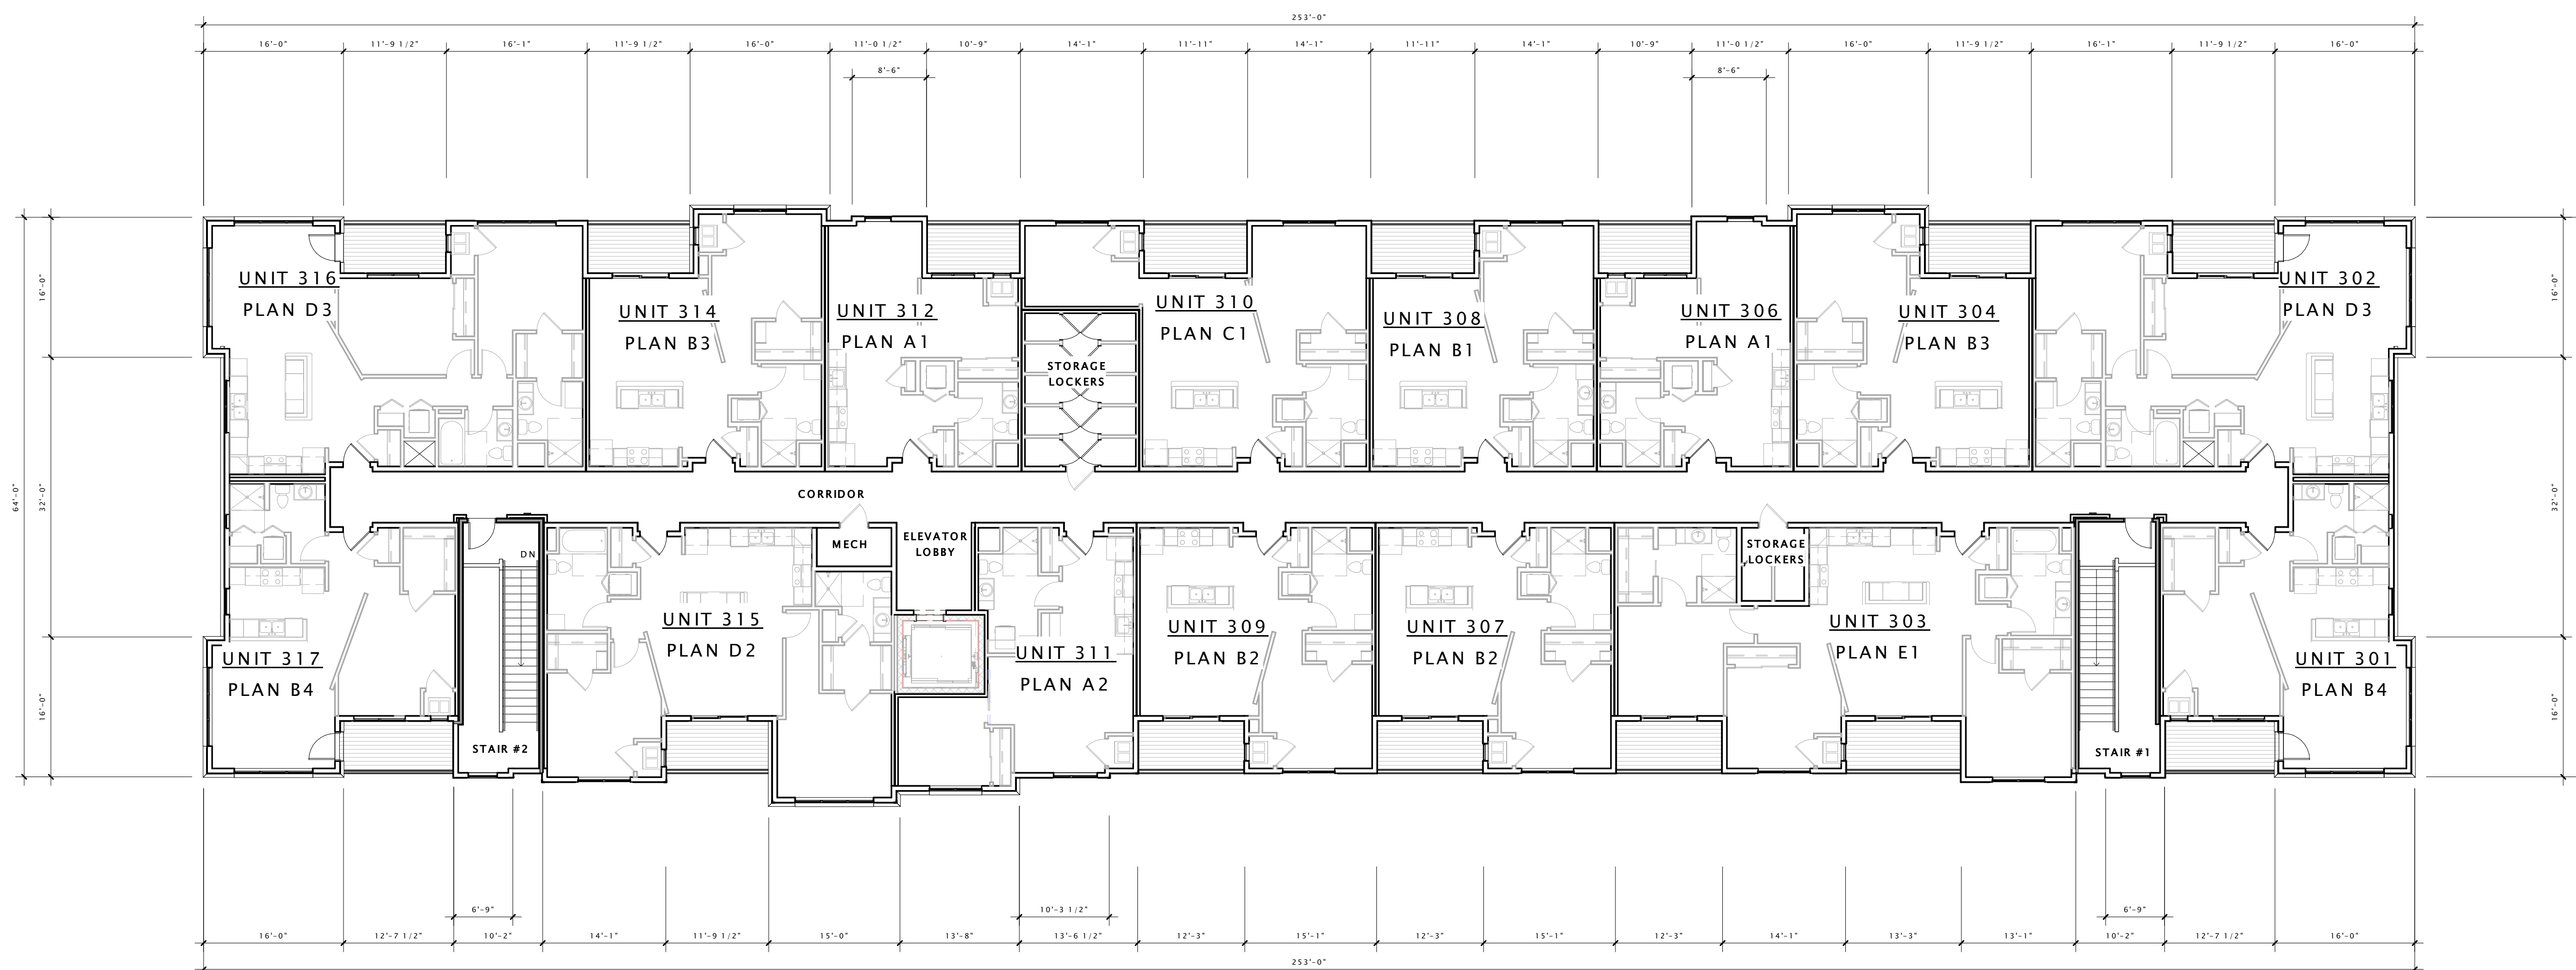 253'-0"
16'-0" 11'-9 1/2" 16'-1" 11'-9 1/2" 16'-0" 11'-0 1/2" 10'-9" 14'-1" 11'-11" 14'-1" 11'-11" 14'-1" 10'-9" 11'-0 1/2" 16'-0" 11'-9 1/2" 16'-1" 11'-9 1/2" 16'-0"
8'-6" 8'-6"
UNIT 316
PLAN D3
UNIT 314
PLAN B3
UNIT 312
PLAN A1
STORAGE
LOCKERS
UNIT 310
PLAN C1
UNIT 308
PLAN B1
UNIT 306
PLAN A1
UNIT 304
PLAN B3
UNIT 302
PLAN D3
16'-0"
32'-0"
16'-0"
64'-0"
16'-0"
32'-0"
16'-0"
CORRIDOR
UNIT 317
PLAN B4
DN
STAIR #2
UNIT 315
PLAN D2
MECH
ELEVATOR
LOBBY
UNIT 311
PLAN A2
UNIT 309
PLAN B2
UNIT 307
PLAN B2
STORAGE
LOCKERS
UNIT 303
PLAN E1
STAIR #1
UNIT 301
PLAN B4
6'-9" 10'-3 1/2" 6'-9"
16'-0" 12'-7 1/2" 10'-2" 14'-1" 11'-9 1/2" 15'-0" 13'-8" 13'-6 1/2" 12'-3" 15'-1" 12'-3" 15'-1" 12'-3" 14'-1" 13'-3" 13'-1" 10'-2" 12'-7 1/2" 16'-0"
253'-0"